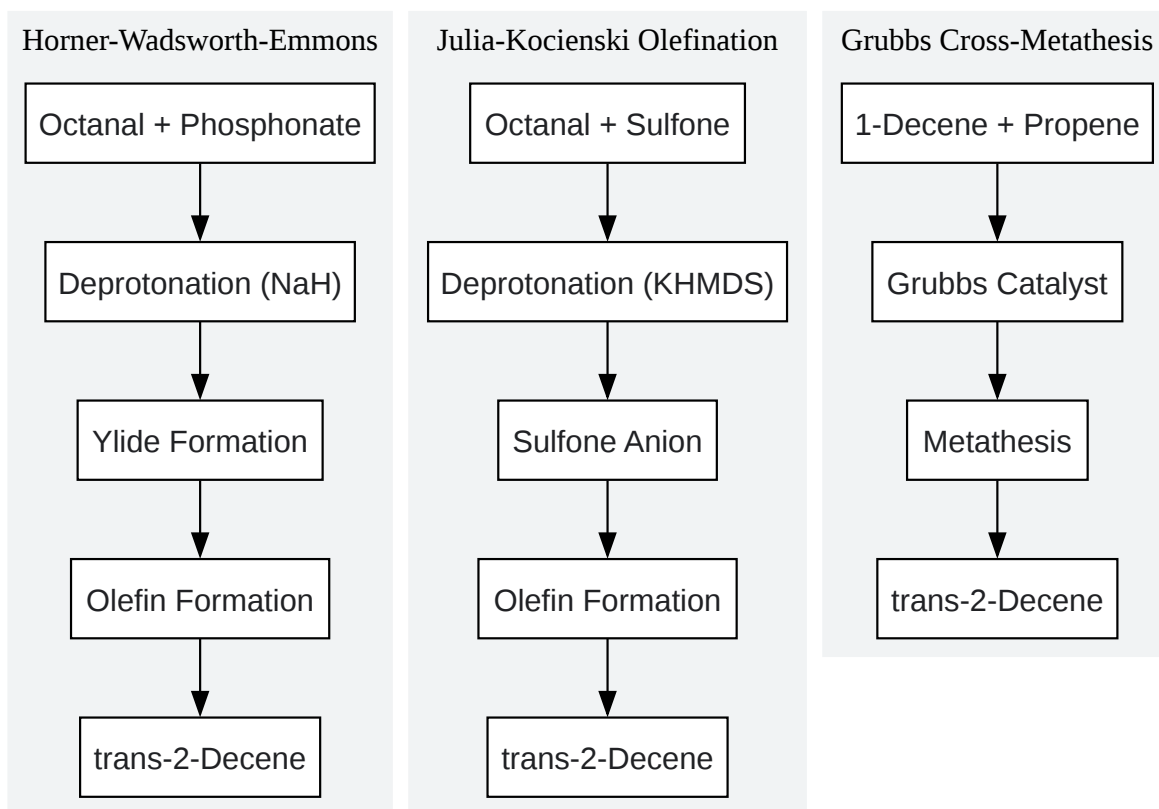 Horner-Wadsworth-Emmons
Octanal + Phosphonate
Deprotonation (NaH)
Ylide Formation
Olefin Formation
trans-2-Decene
Julia-Kocienski Olefination
Octanal + Sulfone
Deprotonation (KHMDS)
Sulfone Anion
Olefin Formation
trans-2-Decene
Grubbs Cross-Metathesis
1-Decene + Propene
Grubbs Catalyst
Metathesis
trans-2-Decene